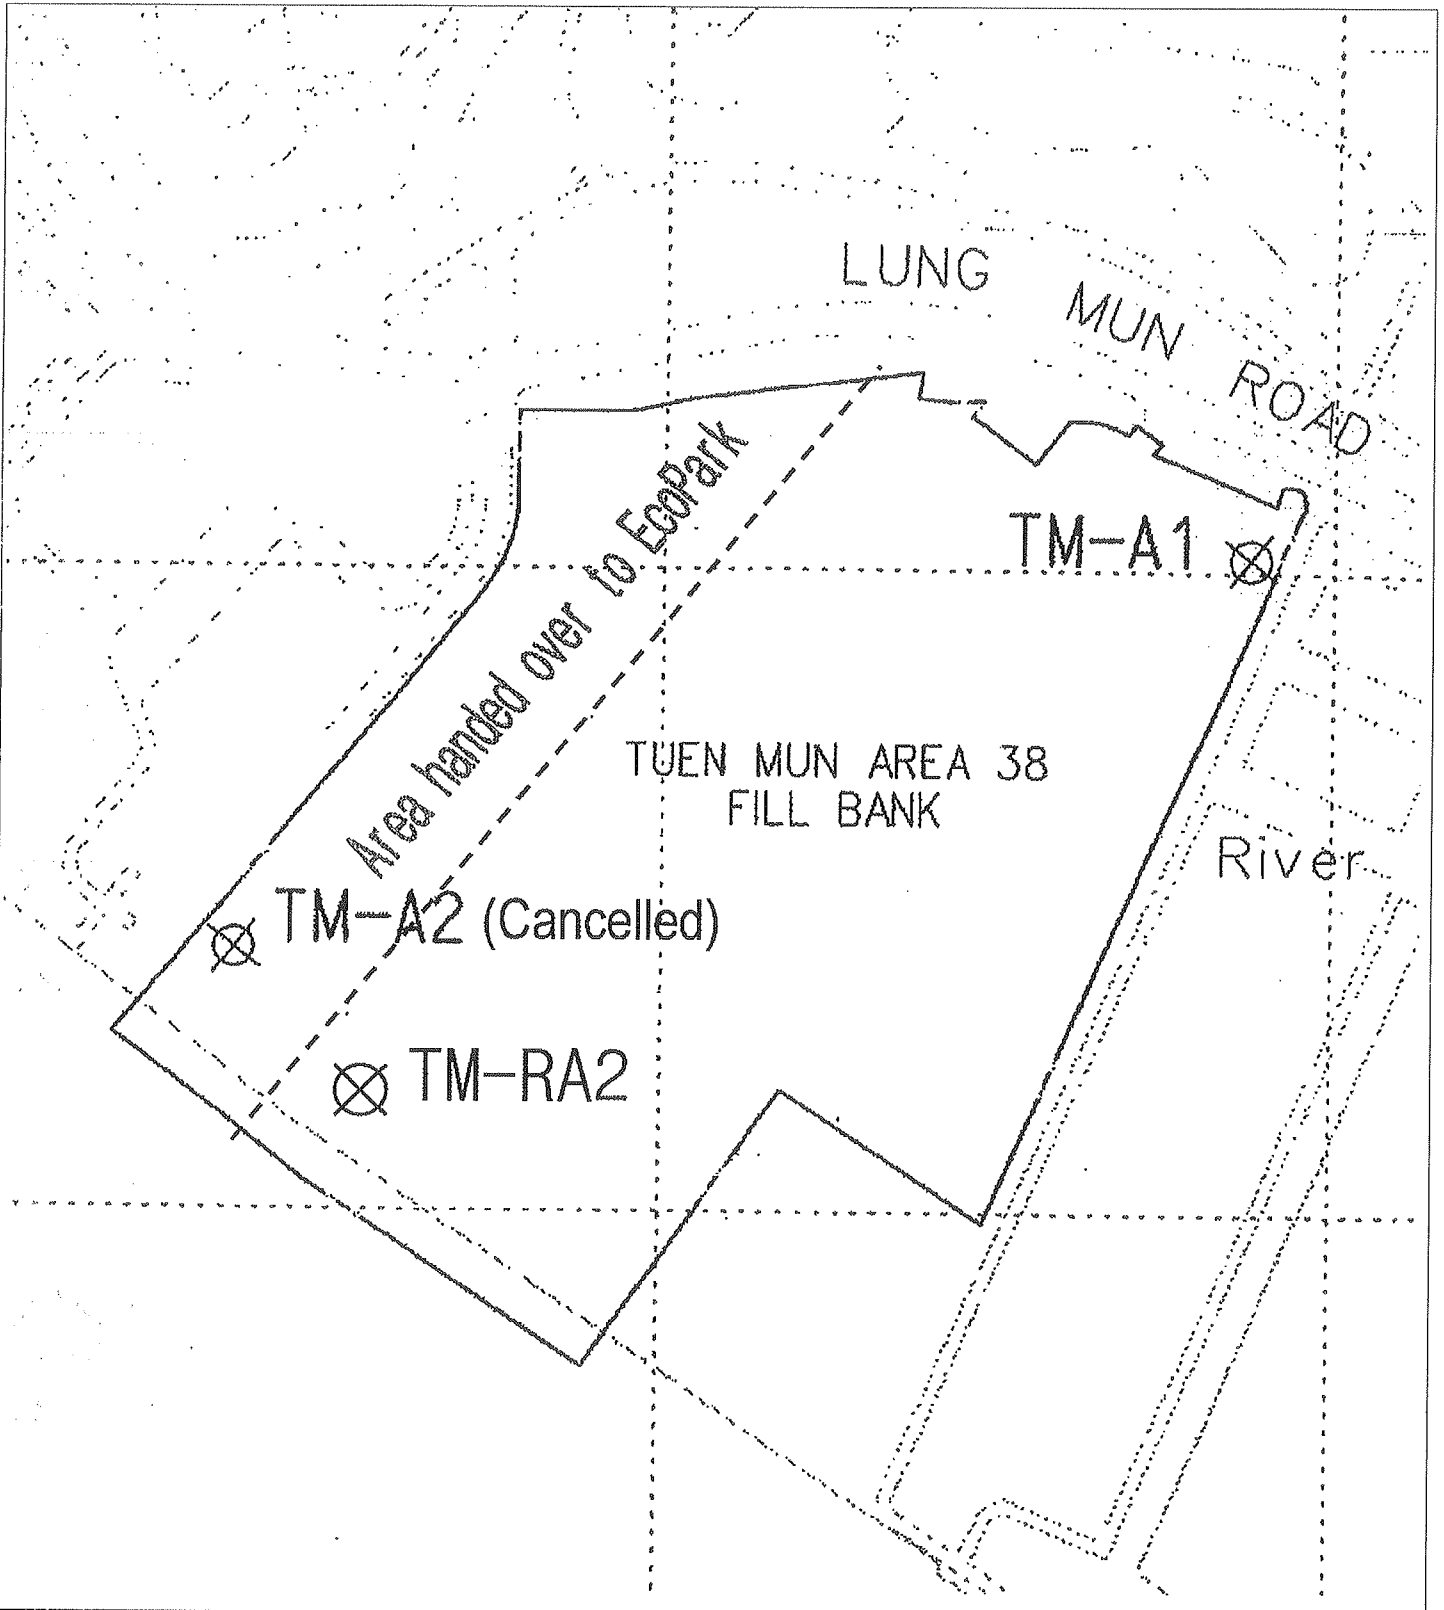 LUNG MUN ROAD
Area handed over to EcoPark
TM-A1
TUEN MUN AREA 38
FILL BANK
River
TM-A2 (Cancelled)
TM-RA2